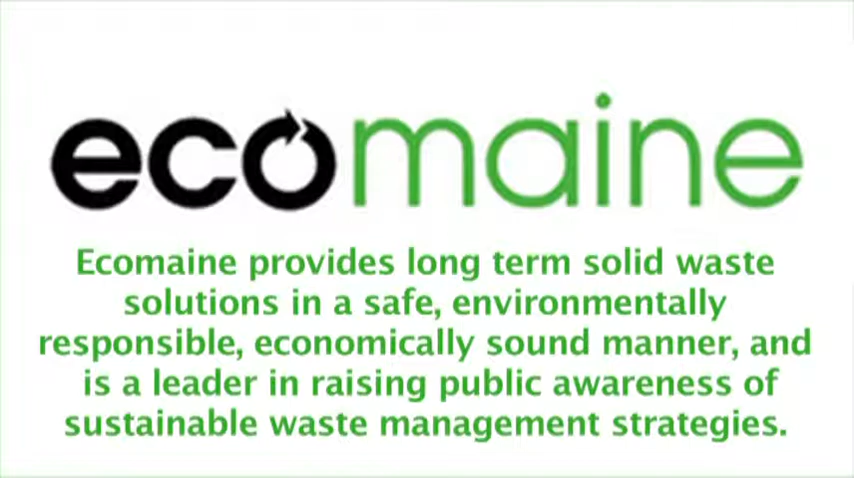 ecomaine
Ecomaine provides long term solid waste
solutions in a safe, environmentally
responsible, economically sound manner, and
is a leader in raising public awareness of
sustainable waste management strategies.